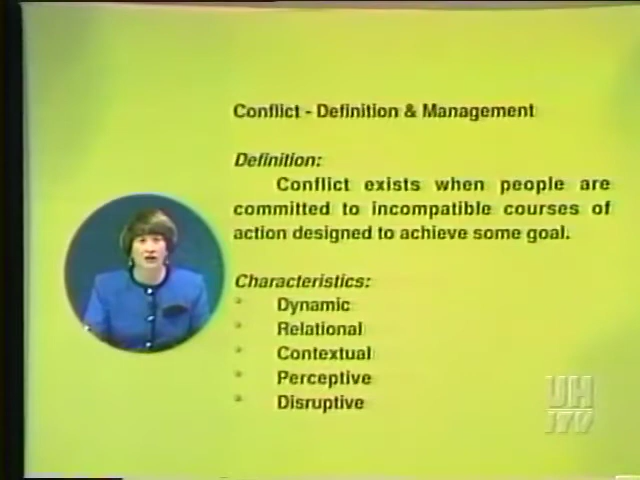 Conflict - Definition & Management
Definition:
Conflict exists when people are
committed to incompatible courses of
action designed to achieve some goal.
Characteristics:
* Dynamic
* Relational
* Contextual
* Perceptive
* Disruptive
UH
ITV